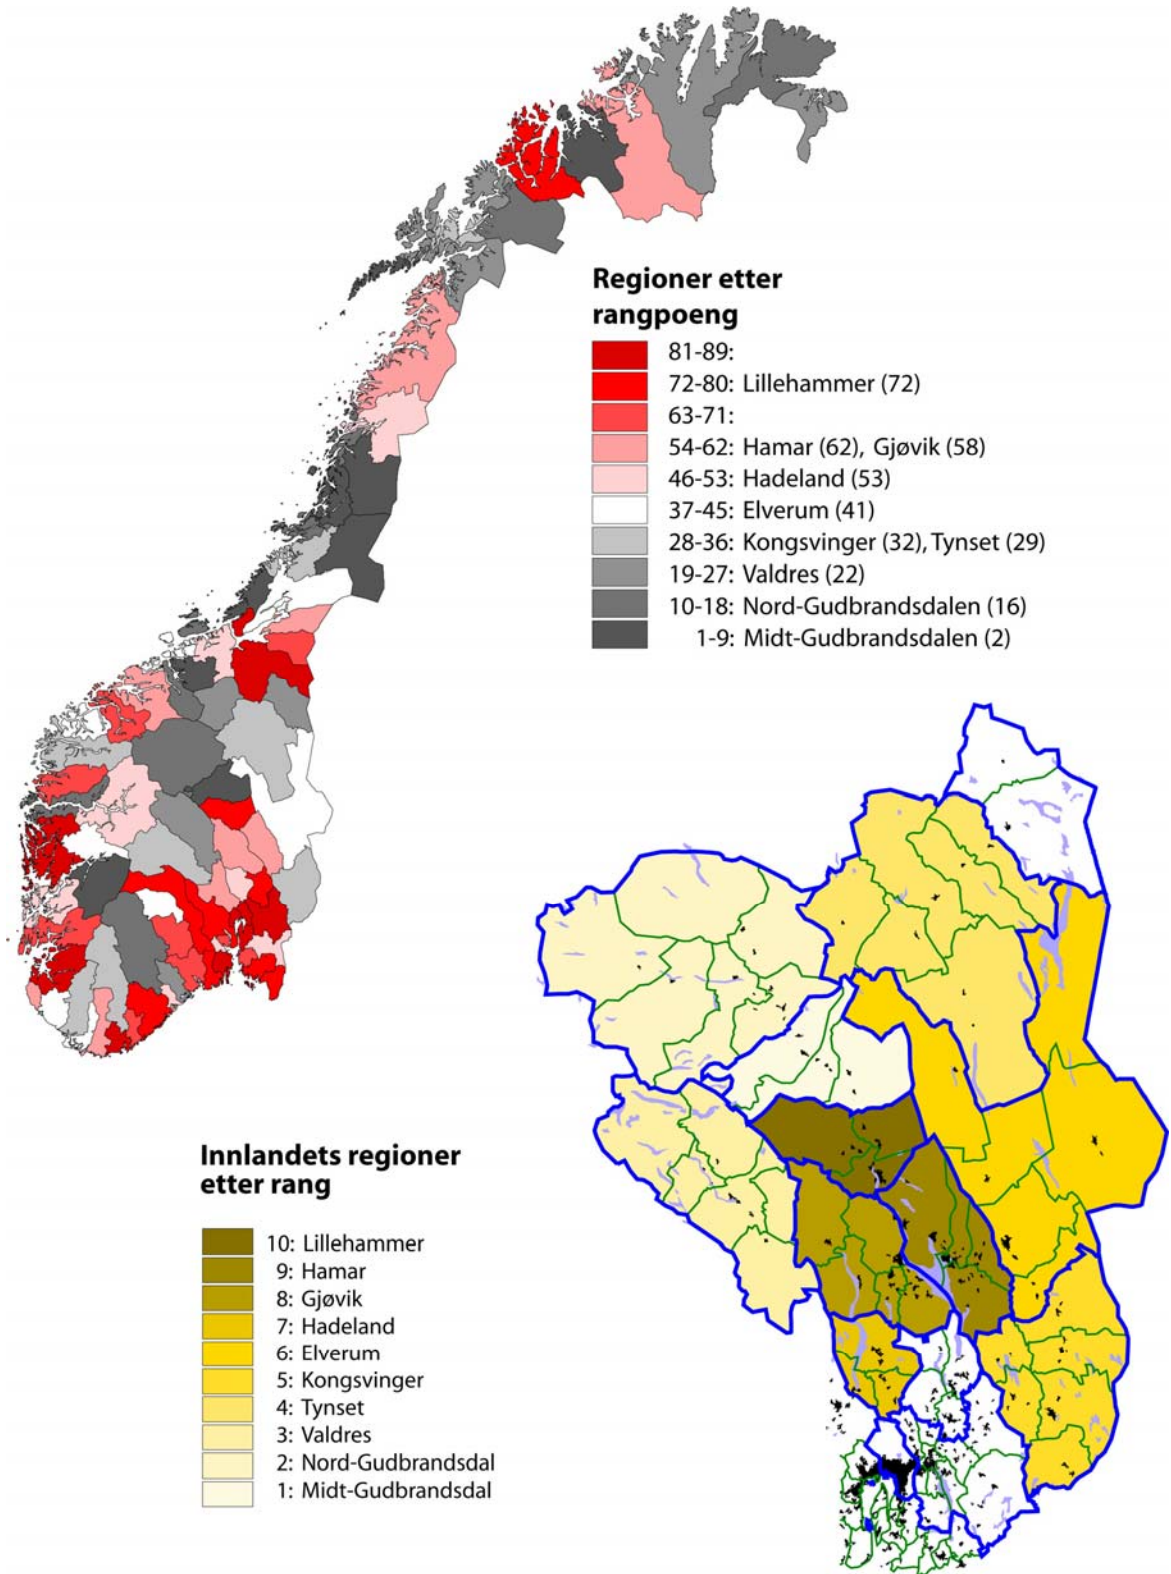 Regioner etter
rangpoeng
81-89:
72-80: Lillehammer (72)
63-71:
54-62: Hamar (62), Gjøvik (58)
46-53: Hadeland (53)
37-45: Elverum (41)
28-36: Kongsvinger (32), Tynset (29)
19-27: Valdres (22)
10-18: Nord-Gudbrandsdalen (16)
1-9: Midt-Gudbrandsdalen (2)
Innlandets regioner
etter rang
10: Lillehammer
9: Hamar
8: Gjøvik
7: Hadeland
6: Elverum
5: Kongsvinger
4: Tynset
3: Valdres
2: Nord-Gudbrandsdal
1: Midt-Gudbrandsdal